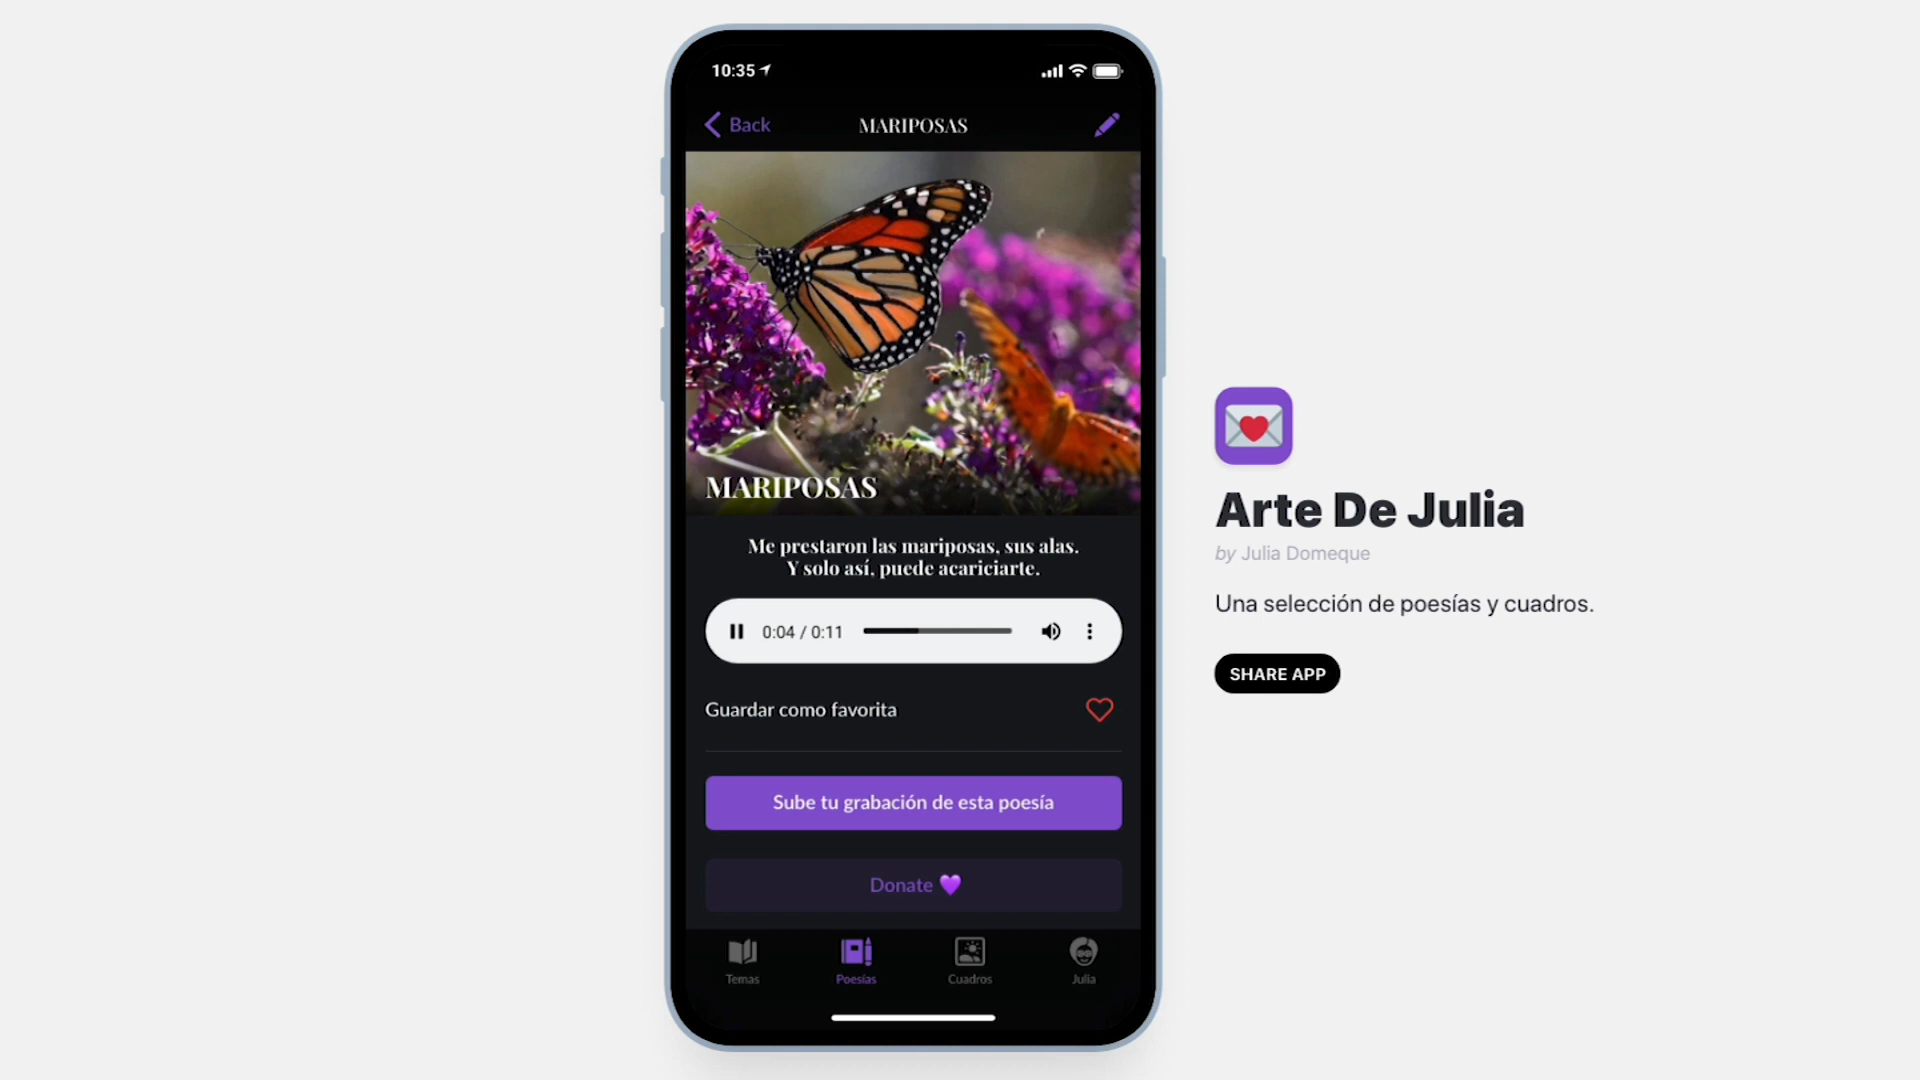 10:35
Back
MARIPOSAS
MARIPOSAS
Me prestaron las mariposas, sus alas.
Y solo así, puede acariciarte.
0:04 / 0:11
Guardar como favorita
Sube tu grabación de esta poesía
Donate 💜
Temas
Poesías
Cuadros
Julia
Arte De Julia
by Julia Domeque
Una selección de poesías y cuadros.
SHARE APP